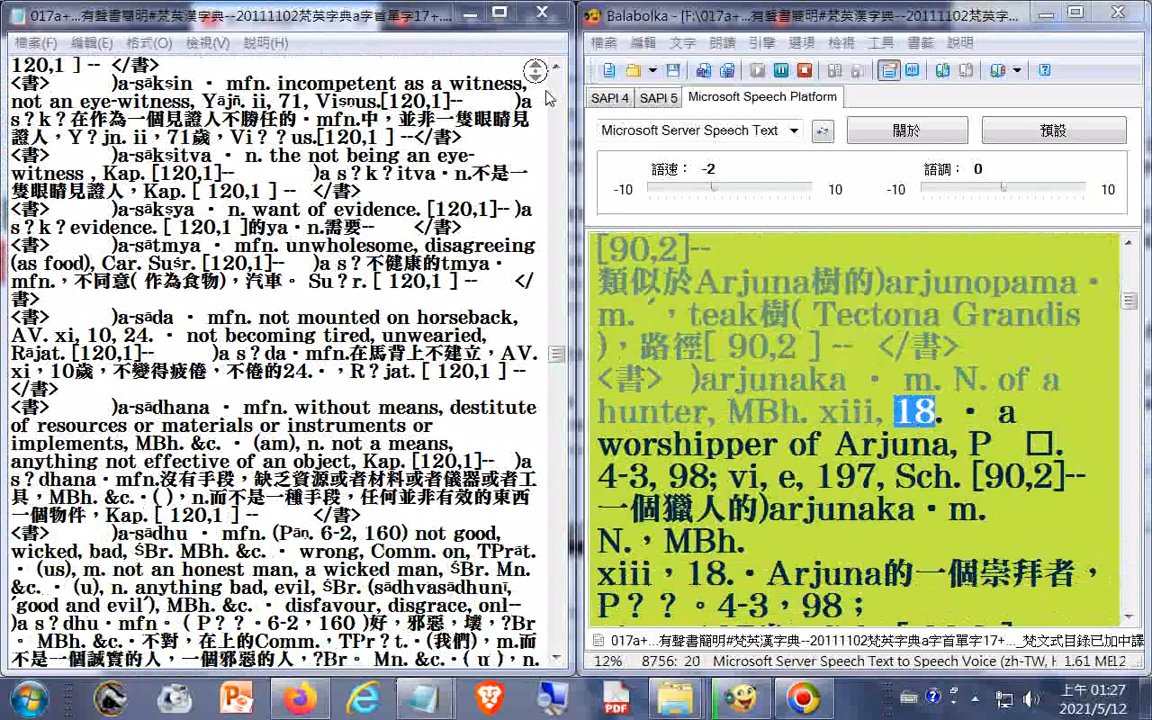 017a+...有聲書簡明#梵英漢字典--20111102梵英字典a字首單字17+...
檔案(F) 編輯(E) 格式(O) 檢視(V) 說明(H)
120,1 ] -- </書>
<書> )a-sākṣin · mfn. incompetent as a witness,
not an eye-witness, Yājñ. ii, 71, Viṣṇus.[120,1]-- )a
s?k?在作為一個見證人不勝任的·mfn.中，並非一隻眼睛見
證人，Y?jn. ii，71歲，Vi??us.[120,1] --</書>
<書> )a-sākṣitva · n. the not being an eye-
witness , Kap. [120,1]-- )a s?k?itva·n.不是一
隻眼睛見證人，Kap. [ 120,1 ] -- </書>
<書> )a-sākṣya · n. want of evidence. [120,1]-- )a
s?k?evidence. [ 120,1 ]的ya·n.需要-- </書>
<書> )a-sātmya · mfn. unwholesome, disagreeing
(as food), Car. Suśr. [120,1]-- )a s?不健康的tmya·
mfn.，不同意( 作為食物)，汽車。 Su?r. [ 120,1 ] -- </
書>
<書> )a-sāda · mfn. not mounted on horseback,
AV. xi, 10, 24. · not becoming tired, unwearied,
Rājat. [120,1]-- )a s?da·mfn.在馬背上不建立，AV.
xi，10歲，不變得疲倦，不倦的24.·，R?jat. [ 120,1 ] --
</書>
<書> )a-sādhana · mfn. without means, destitute
of resources or materials or instruments or
implements, MBh. &c. · (am), n. not a means,
anything not effective of an object, Kap. [120,1]-- )a
s?dhana·mfn.沒有手段，缺乏資源或者材料或者儀器或者工
具，MBh. &c.·( )，n.而不是一種手段，任何並非有效的東西
一個物件，Kap. [ 120,1 ] -- </書>
<書> )a-sādhu · mfn. (Pāṇ. 6-2, 160) not good,
wicked, bad, ŚBr. MBh. &c. · wrong, Comm. on, TPrāt.
· (us), m. not an honest man, a wicked man, ŚBr. Mn.
&c. · (u), n. anything bad, evil, ŚBr. (sādhvasādhunī,
'good and evil'), MBh. &c. · disfavour, disgrace, onl--
)a s?dhu·mfn。( P??。6-2，160 )好，邪惡，壞，?Br
。 MBh. &c.·不對，在上的Comm.，TPr?t.·(我們)，m.而
不是一個誠實的人，一個邪惡的人，?Br。 Mn. &c.·( u )，n.
Balabolka - [F:\017a+...有聲書簡明#梵英漢字典--20111102梵英字...
檔案 編輯 文字 朗讀 引擎 選項 檢視 工具 書籤 說明
SAPI 4 SAPI 5 Microsoft Speech Platform
Microsoft Server Speech Text 關於 預設
語速： -2 語調： 0
-10 10 -10 10
[90,2]--
類似於Arjuna樹的)arjunopama·
m.´，teak樹( Tectona Grandis
)，路徑[ 90,2 ] -- </書>
<書> )arjunaka · m. N. of a
hunter, MBh. xiii, 18. · a
worshipper of Arjuna, P □.
4-3, 98; vi, e, 197, Sch. [90,2]--
一個獵人的)arjunaka·m.
N.，MBh.
xiii，18.·Arjuna的一個崇拜者，
P??。4-3，98；
017a+...有聲書簡明#梵英漢字典--20111102梵英字典a字首單字17+..._梵文式目錄已加中譯
12% 8756: 20 Microsoft Server Speech Text to Speech Voice (zh-TW, H 1.61 ME12
上午 01:27
2021/5/12